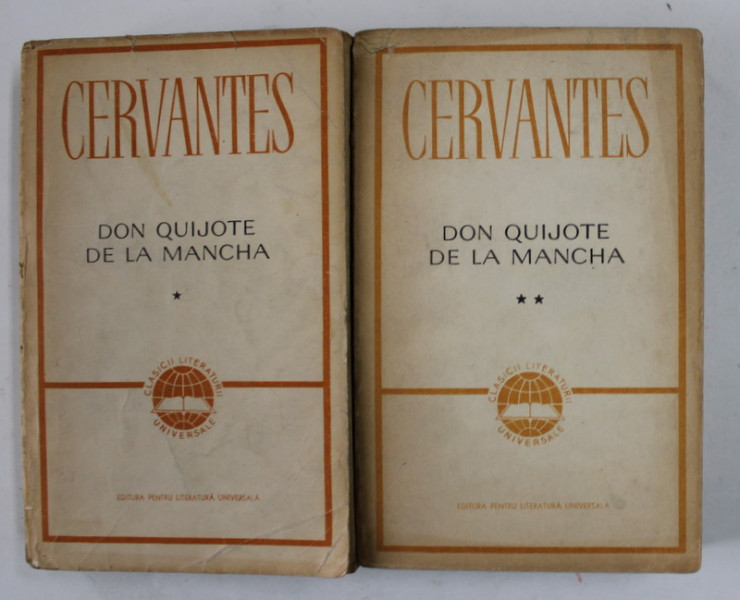 CERVANTES
DON QUIJOTE
DE LA MANCHA
★
CLASICII LITERATURII
UNIVERSALE
EDITURA PENTRU LITERATURĂ UNIVERSALĂ
CERVANTES
DON QUIJOTE
DE LA MANCHA
★★
CLASICII LITERATURII
UNIVERSALE
EDITURA PENTRU LITERATURĂ UNIVERSALĂ